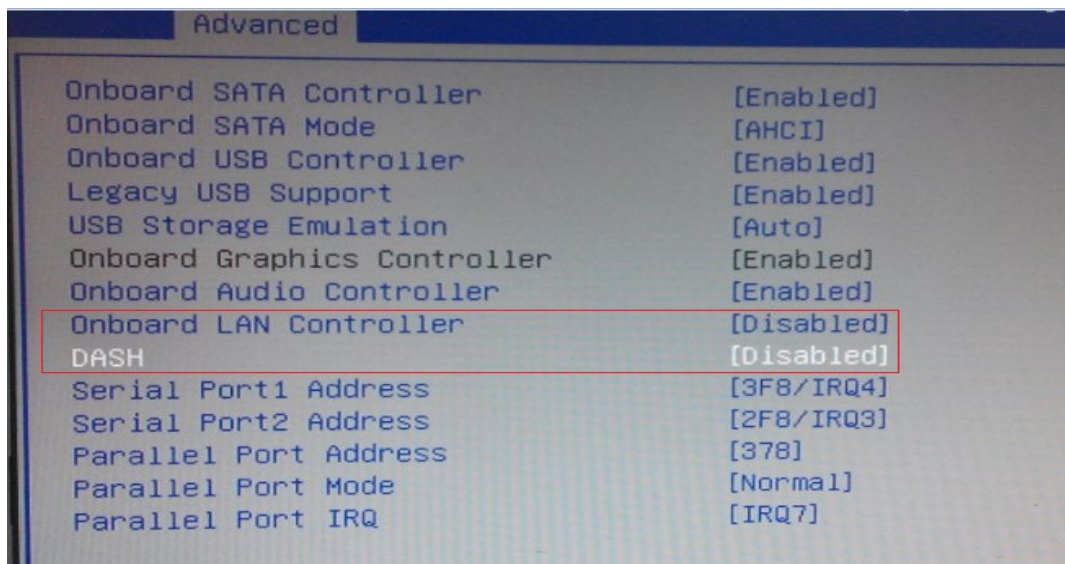 Advanced
Onboard SATA Controller [Enabled]
Onboard SATA Mode [AHCI]
Onboard USB Controller [Enabled]
Legacy USB Support [Enabled]
USB Storage Emulation [Auto]
Onboard Graphics Controller [Enabled]
Onboard Audio Controller [Enabled]
Onboard LAN Controller [Disabled]
DASH [Disabled]
Serial Port1 Address [3F8/IRQ4]
Serial Port2 Address [2F8/IRQ3]
Parallel Port Address [378]
Parallel Port Mode [Normal]
Parallel Port IRQ [IRQ7]